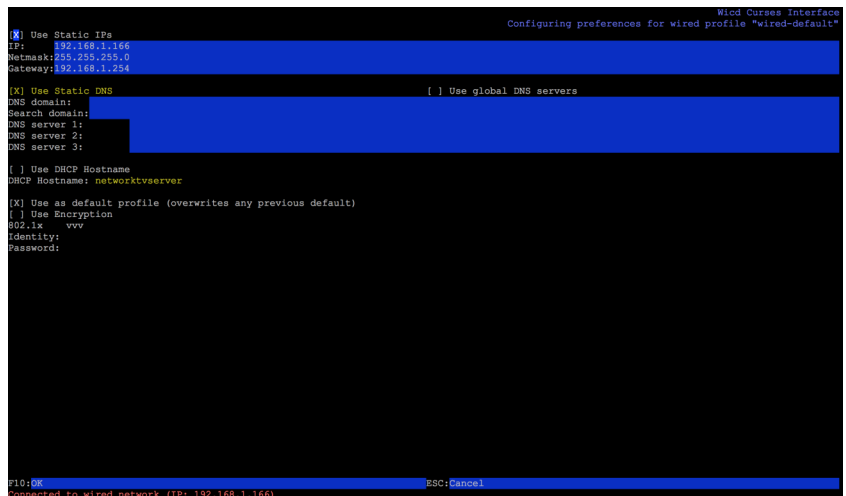 Wicd Curses Interface
Configuring preferences for wired profile "wired-default"
[X] Use Static IPs
IP: 192.168.1.166
Netmask:255.255.255.0
Gateway:192.168.1.254
[X] Use Static DNS [ ] Use global DNS servers
DNS domain:
Search domain:
DNS server 1:
DNS server 2:
DNS server 3:
[ ] Use DHCP Hostname
DHCP Hostname: networktvserver
[X] Use as default profile (overwrites any previous default)
[ ] Use Encryption
802.1x vvv
Identity:
Password:
F10:OK ESC:Cancel
Connected to wired network (IP: 192.168.1.166)